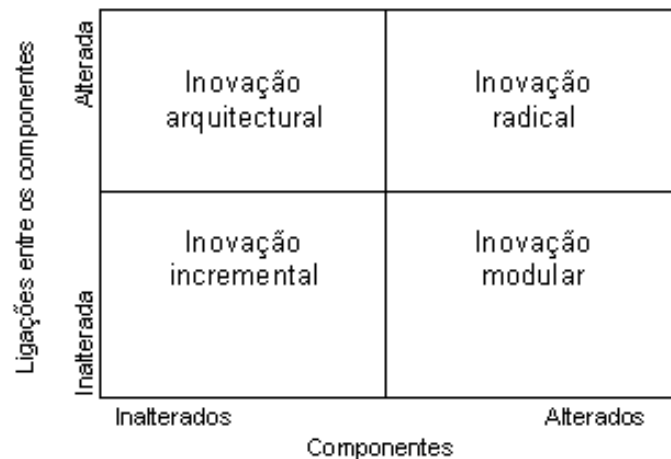 Ligações entre os componentes
Alterada
Inalterada
Inovação
arquitectural
Inovação
radical
Inovação
incremental
Inovação
modular
Inalterados
Alterados
Componentes